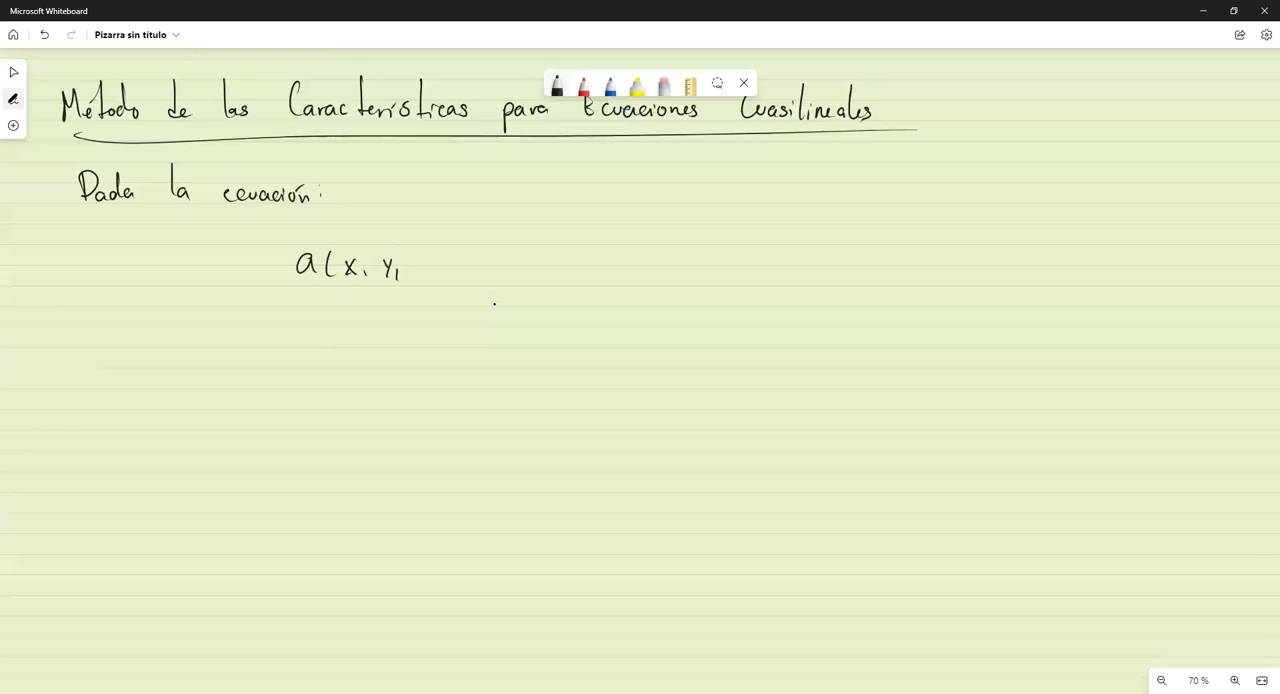 Microsoft Whiteboard
Pizarra sin título
Método de las Características para Ecuaciones Cuasilineales
Dada la ecuación:
a(x, y,
70 %